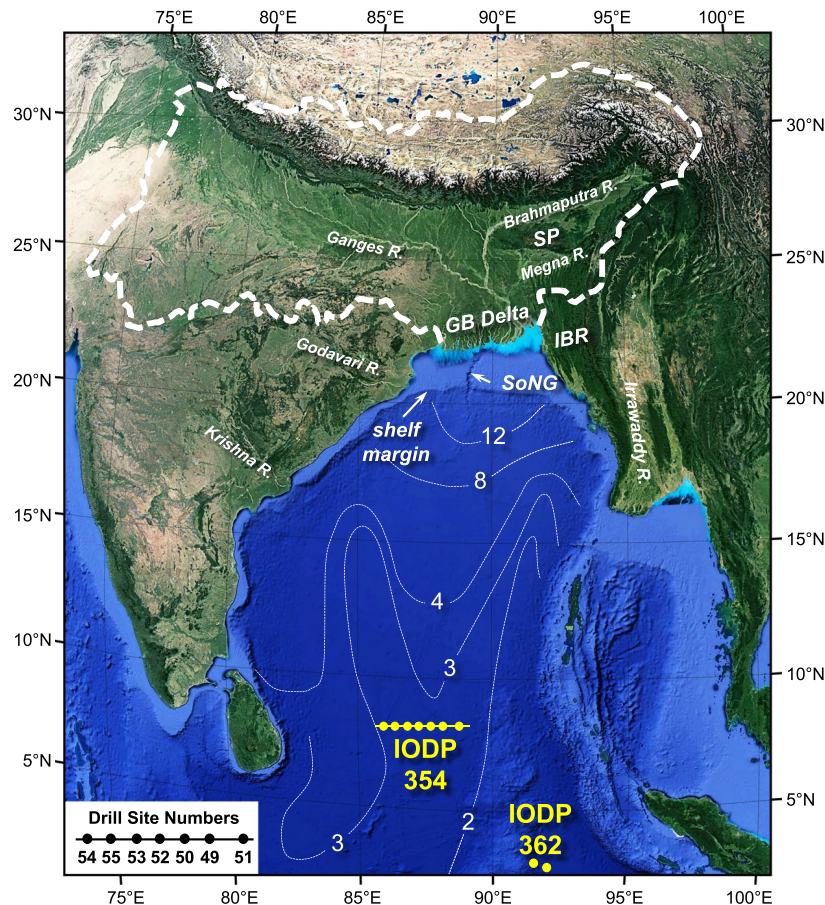 75°E 80°E 85°E 90°E 95°E 100°E
30°N
30°N
Brahmaputra R.
SP
Ganges R.
25°N
25°N
Megna R.
GB Delta
IBR
Godavari R.
20°N
20°N
SoNG
shelf
margin
Irrawaddy R.
12
Krishna R.
8
15°N
15°N
4
3
10°N
10°N
IODP
354
5°N
5°N
IODP
362
2
3
Drill Site Numbers
54 55 53 52 50 49 51
75°E 80°E 85°E 90°E 95°E 100°E